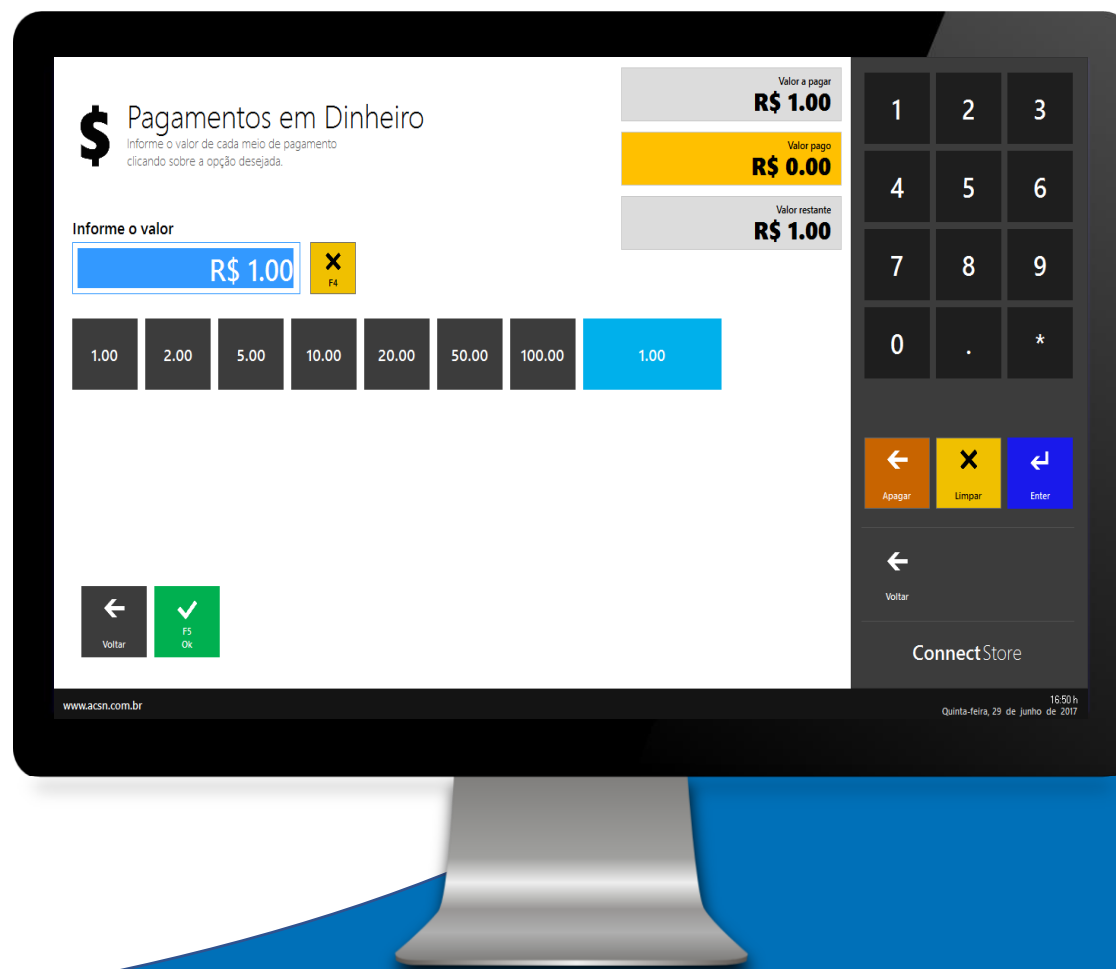 $ Pagamentos em Dinheiro
Informe o valor de cada meio de pagamento
clicando sobre a opção desejada.
Valor a pagar
R$ 1.00
Valor pago
R$ 0.00
Valor restante
R$ 1.00
Informe o valor
R$ 1.00
F4
1.00 2.00 5.00 10.00 20.00 50.00 100.00 1.00
Voltar
F5
Ok
1 2 3
4 5 6
7 8 9
0 . *
Apagar Limpar Enter
Voltar
ConnectStore
www.acsn.com.br
16:50 h
Quinta-feira, 29 de junho de 2017